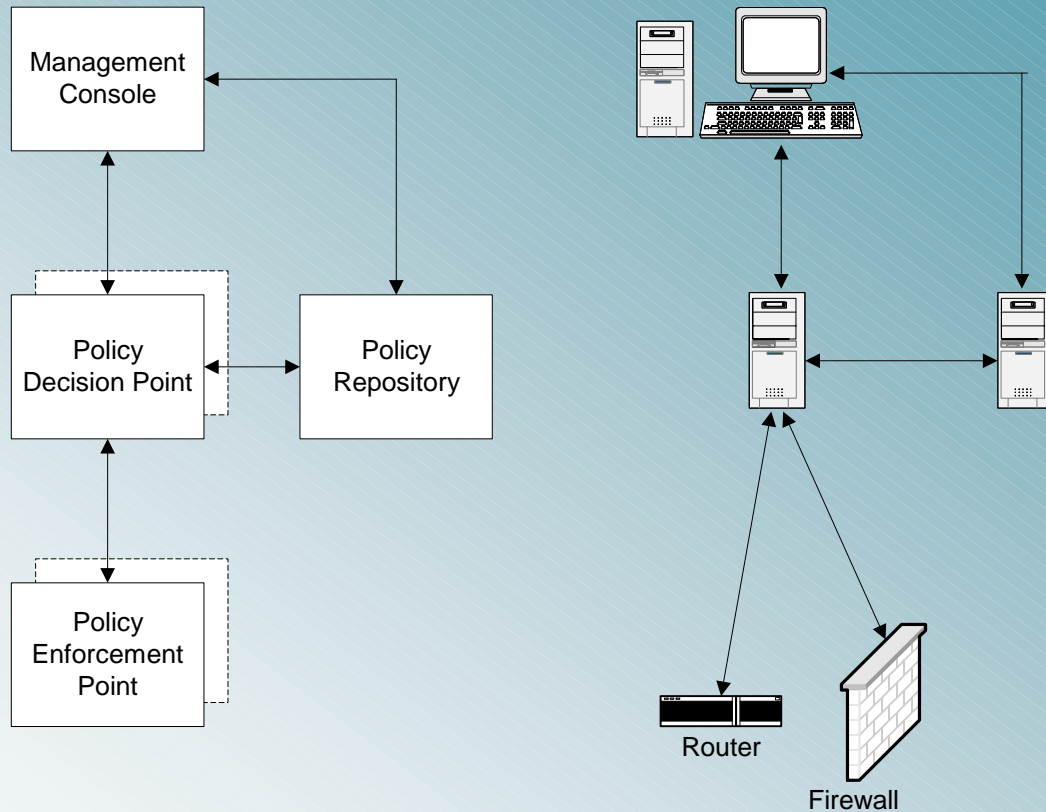 Management
Console
Policy
Decision Point
Policy
Repository
Policy
Enforcement
Point
Router
Firewall